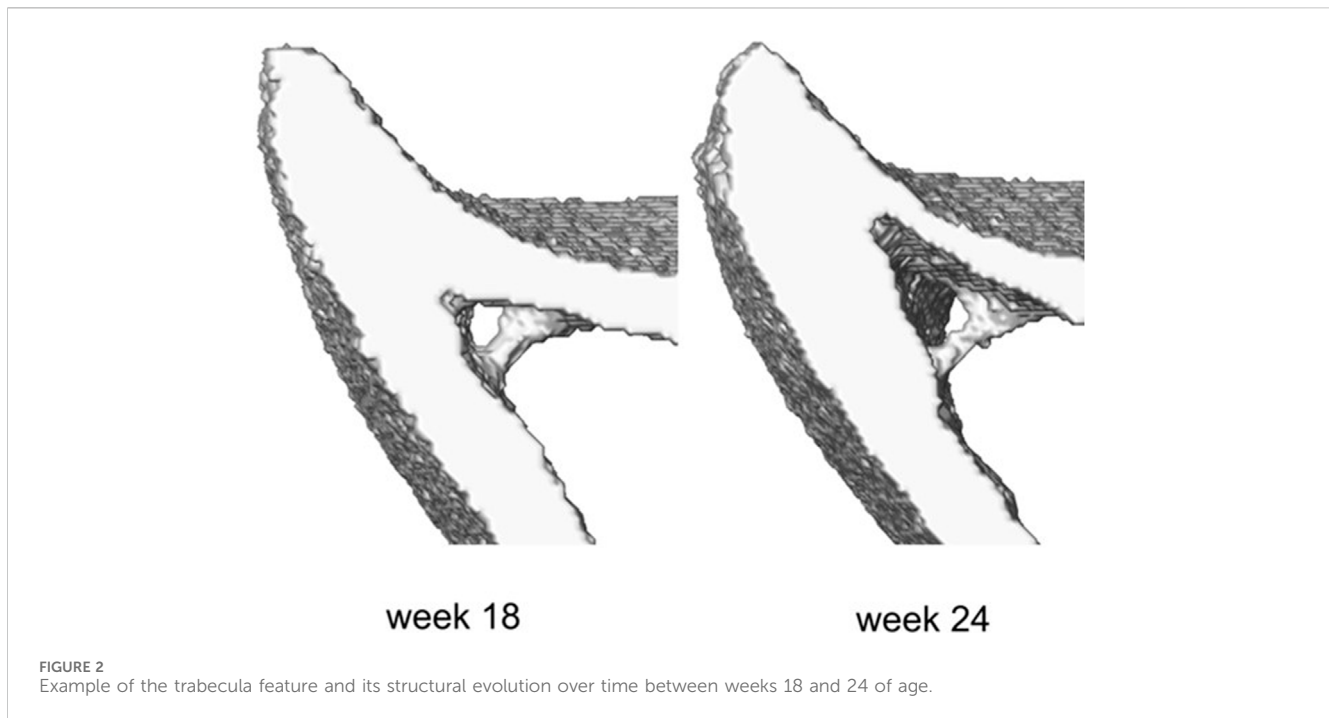 week 18
week 24
FIGURE 2
Example of the trabecula feature and its structural evolution over time between weeks 18 and 24 of age.